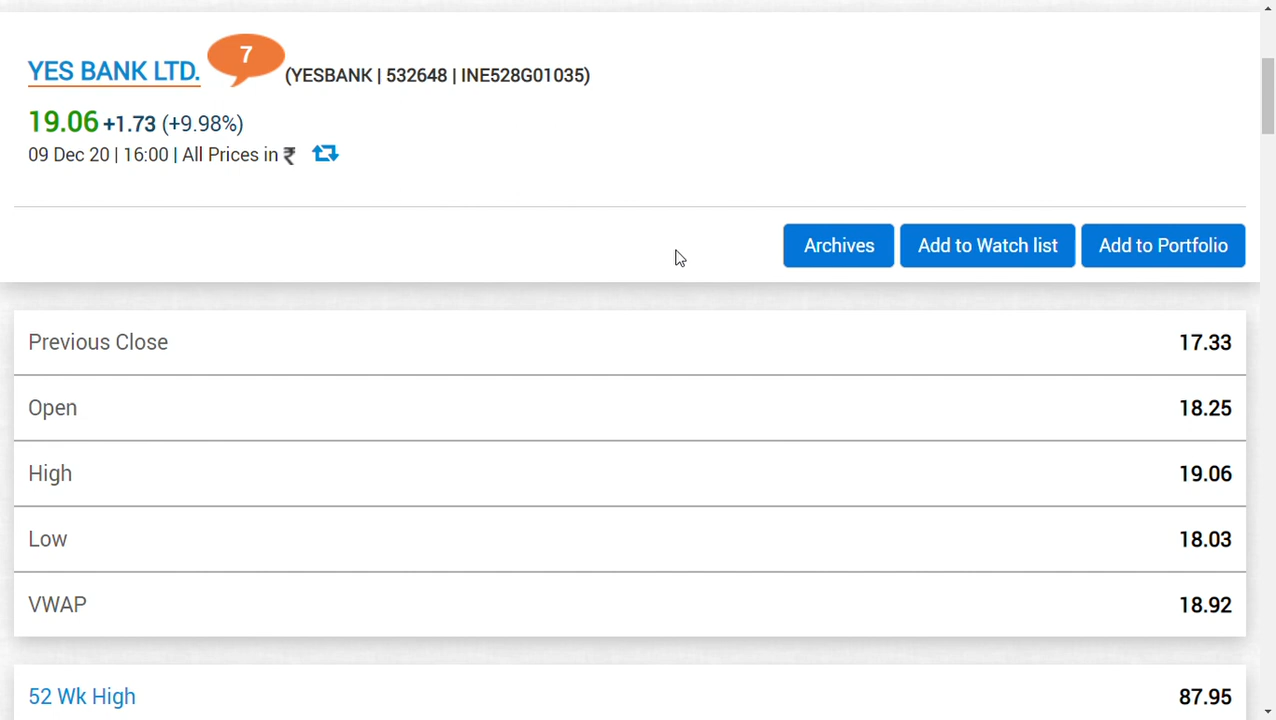 YES BANK LTD. 7 (YESBANK | 532648 | INE528G01035)
19.06 +1.73 (+9.98%)
09 Dec 20 | 16:00 | All Prices in ₹
Archives Add to Watch list Add to Portfolio
Previous Close 17.33
Open 18.25
High 19.06
Low 18.03
VWAP 18.92
52 Wk High 87.95